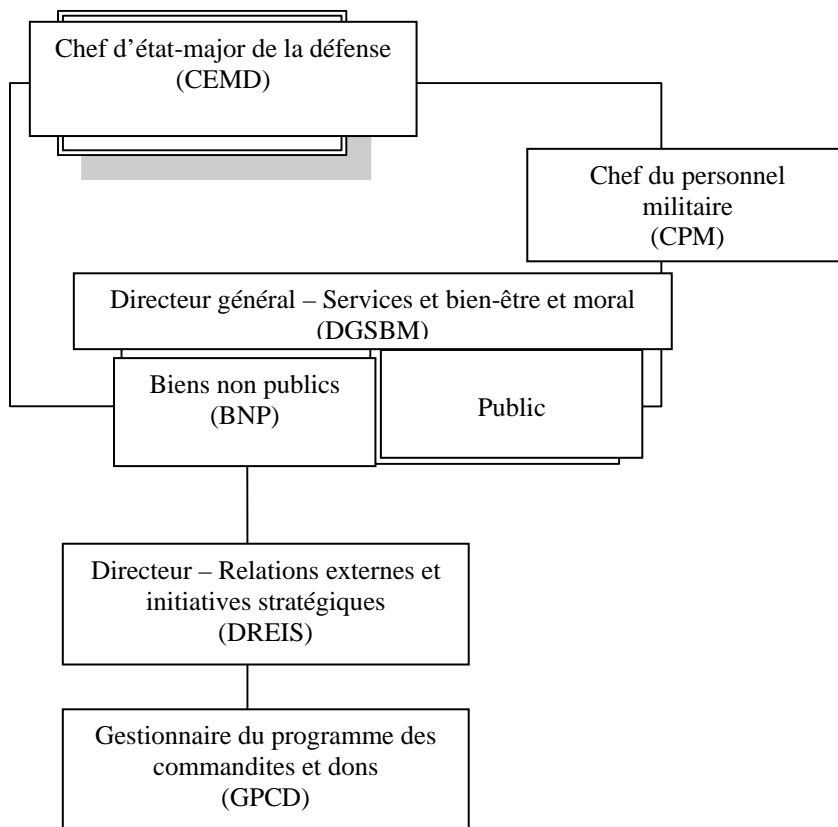 Chef d’état-major de la défense
(CEMD)
Chef du personnel
militaire
(CPM)
Directeur général – Services et bien-être et moral
(DGSBM)
Biens non publics
(BNP)
Public
Directeur – Relations externes et
initiatives stratégiques
(DREIS)
Gestionnaire du programme des
commandites et dons
(GPCD)